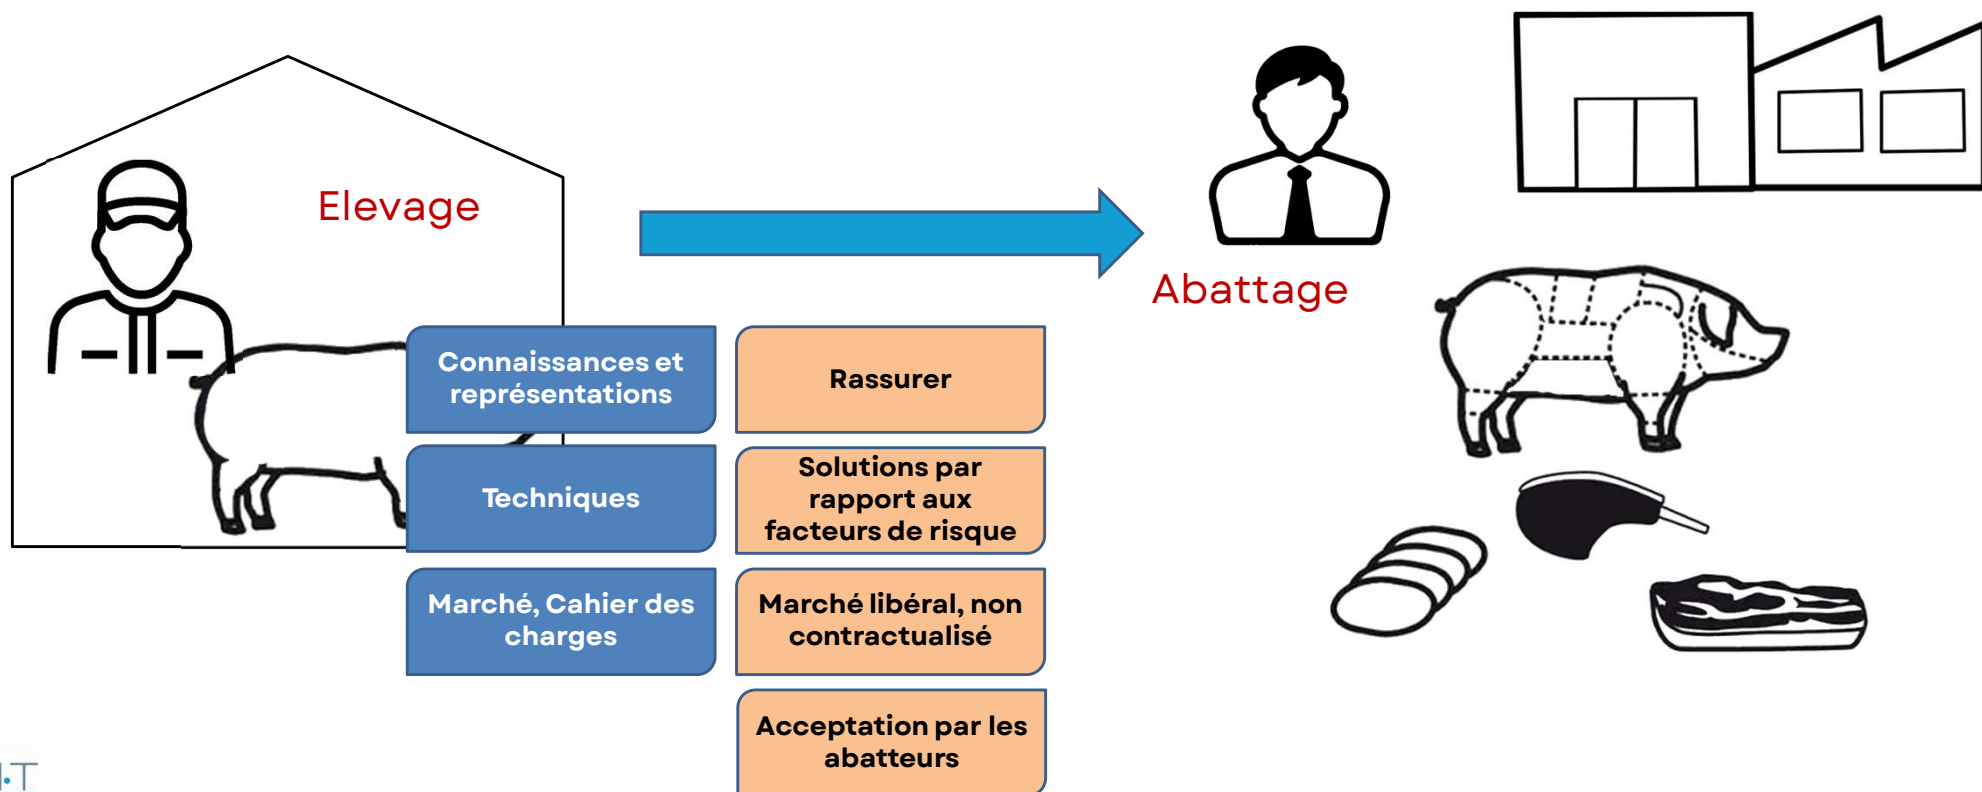 Elevage
Abattage
Connaissances et
représentations
Rassurer
Techniques
Solutions par
rapport aux
facteurs de risque
Marché, Cahier des
charges
Marché libéral, non
contractualisé
Acceptation par les
abatteurs